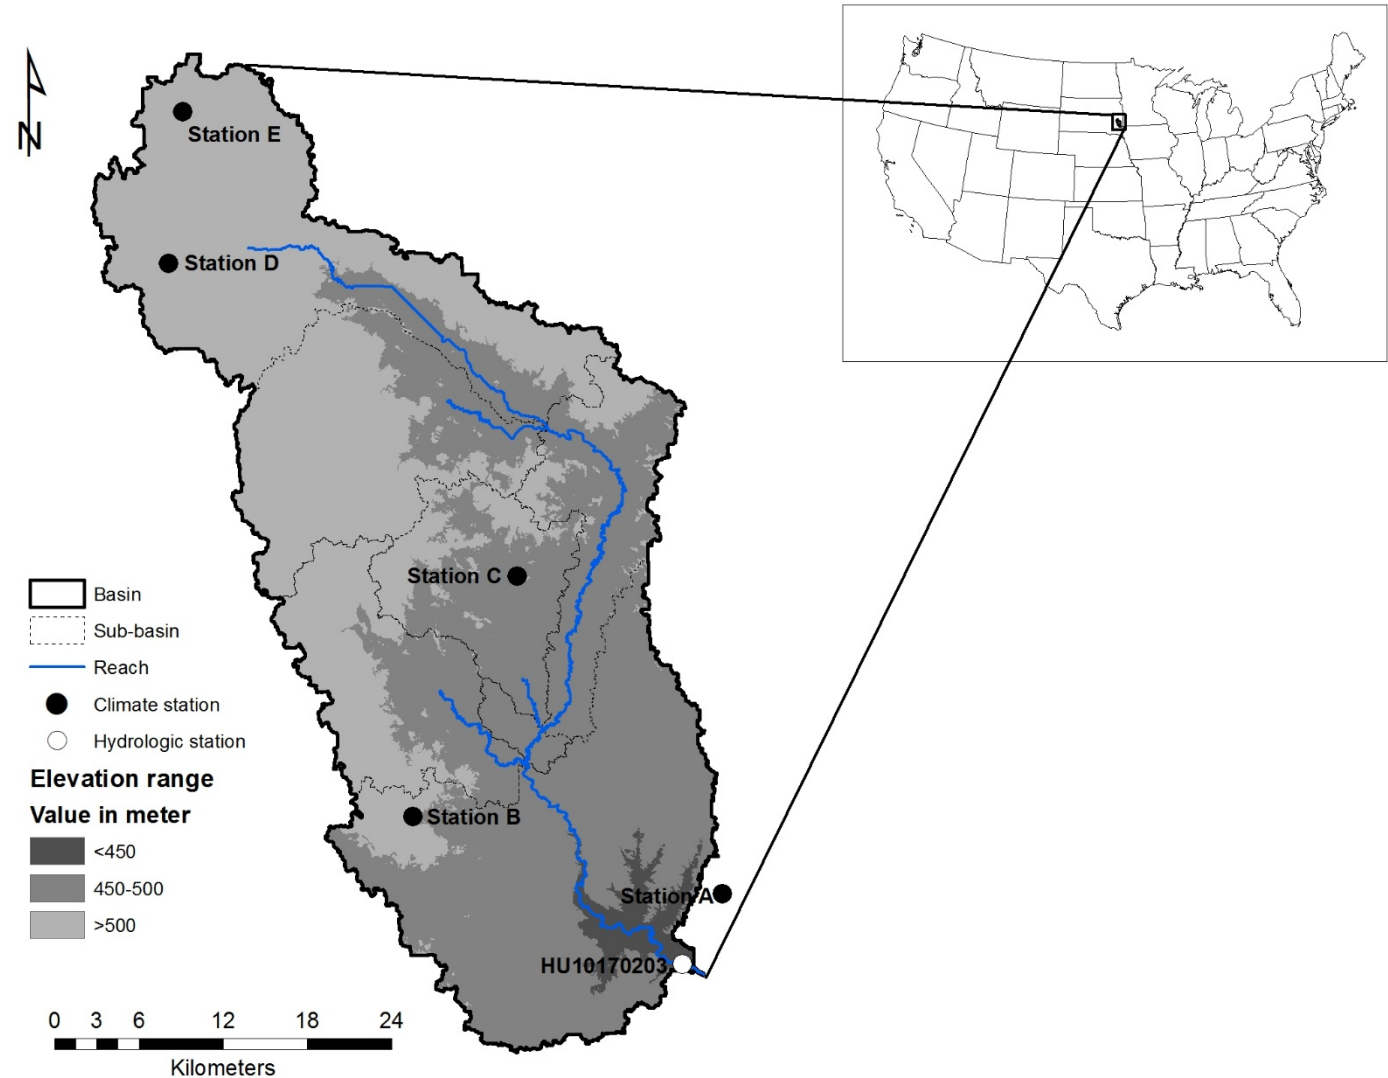 N
Station E
Station D
Station C
Basin
Sub-basin
Reach
Climate station
Hydrologic station
Elevation range
Value in meter
<450
450-500
>500
Station B
Station A
HU10170203
0 3 6 12 18 24
Kilometers